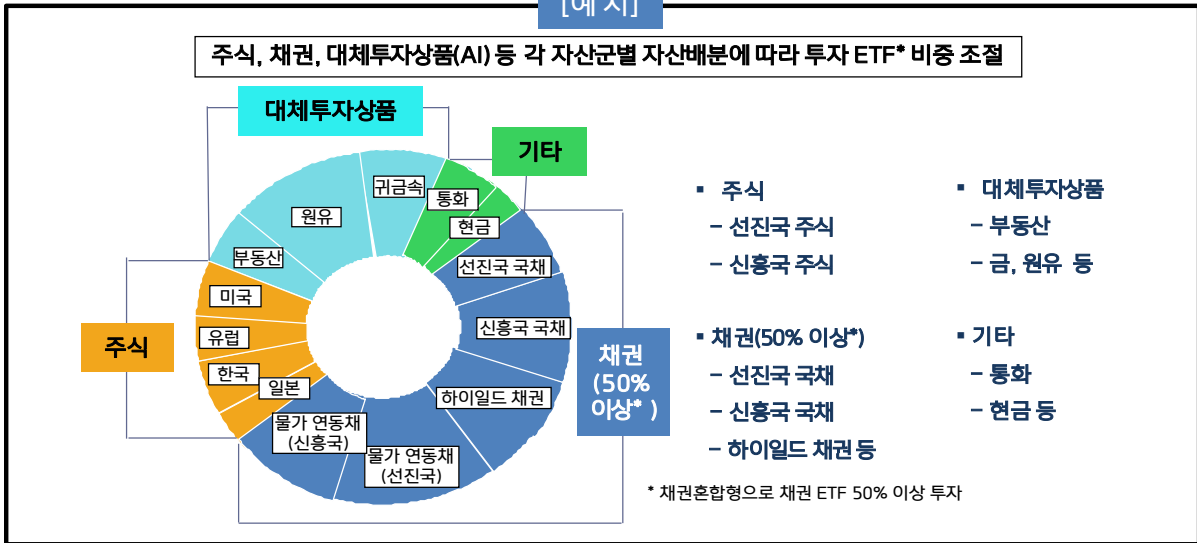 [예 시]
주식, 채권, 대체투자상품(AI) 등 각 자산군별 자산배분에 따라 투자 ETF* 비중 조절
대체투자상품
기타
귀금속
통화
원유
현금
부동산
선진국 국채
미국
신흥국 국채
유럽
주식
한국
일본
하이일드 채권
채권
(50%
이상* )
물가 연동채
(신흥국)
물가 연동채
(선진국)
▪ 주식
– 선진국 주식
– 신흥국 주식
▪ 대체투자상품
– 부동산
– 금, 원유 등
▪ 채권(50% 이상*)
– 선진국 국채
– 신흥국 국채
– 하이일드 채권 등
▪ 기타
– 통화
– 현금 등
* 채권혼합형으로 채권 ETF 50% 이상 투자